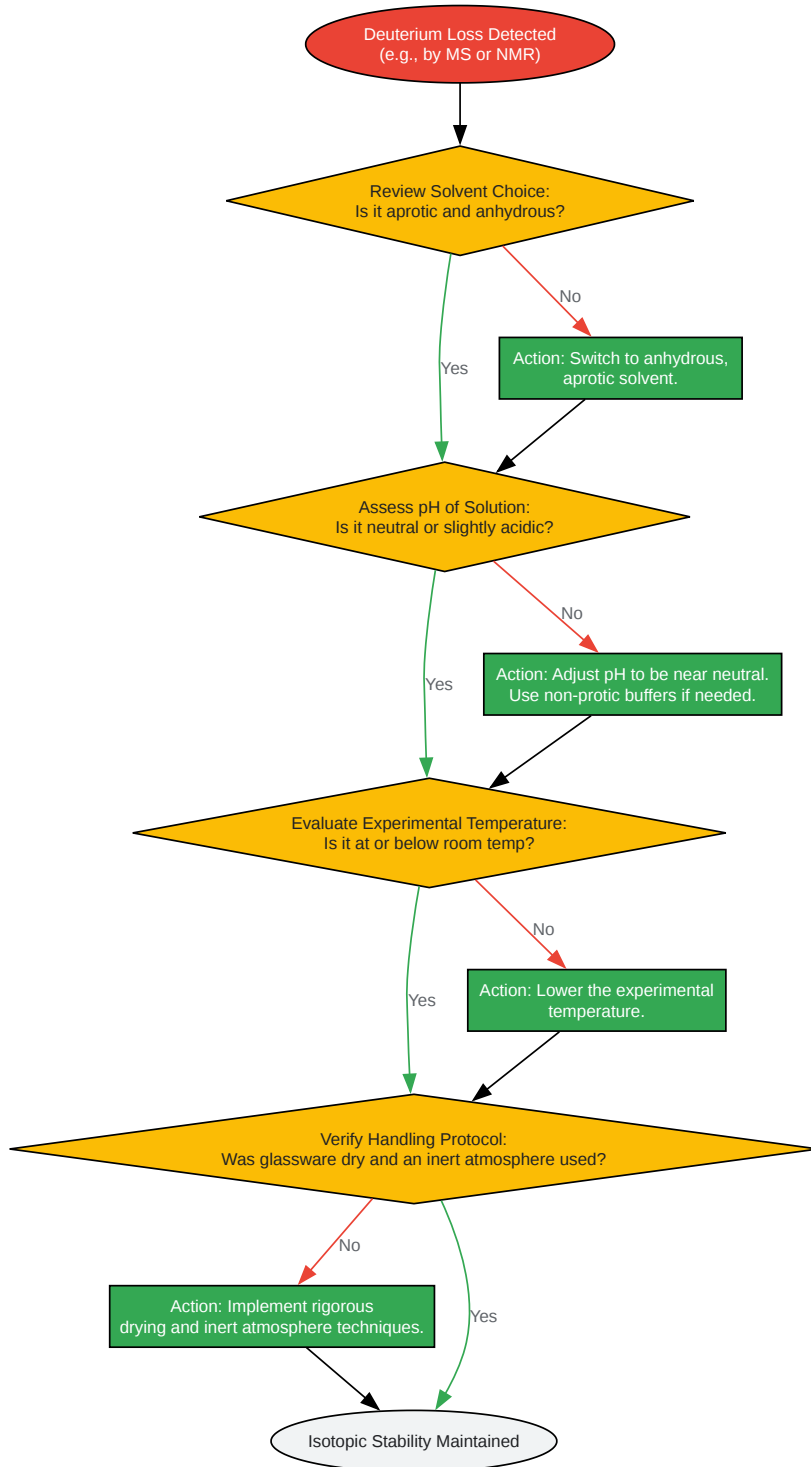 Deuterium Loss Detected
(e.g., by MS or NMR)
Review Solvent Choice:
Is it aprotic and anhydrous?
No
Yes
Action: Switch to anhydrous,
aprotic solvent.
Assess pH of Solution:
Is it neutral or slightly acidic?
No
Yes
Action: Adjust pH to be near neutral.
Use non-protic buffers if needed.
Evaluate Experimental Temperature:
Is it at or below room temp?
No
Yes
Action: Lower the experimental
temperature.
Verify Handling Protocol:
Was glassware dry and an inert atmosphere used?
No
Yes
Action: Implement rigorous
drying and inert atmosphere techniques.
Isotopic Stability Maintained